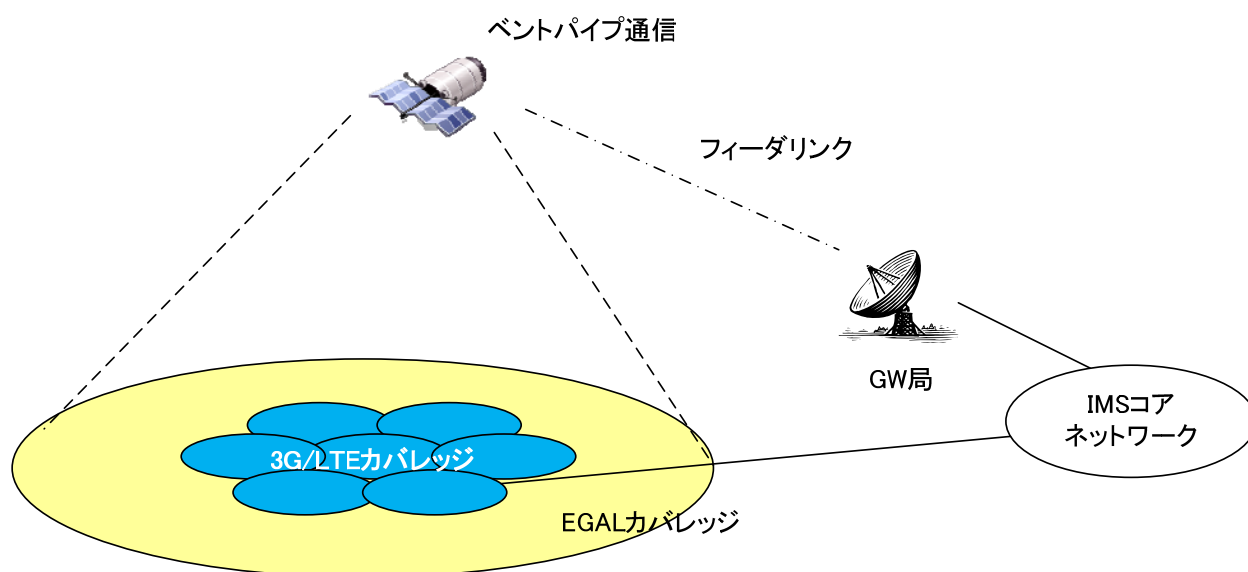 ベントパイプ通信
フィーダリンク
GW局
IMSコア
ネットワーク
3G/LTEカバレッジ
EGALカバレッジ